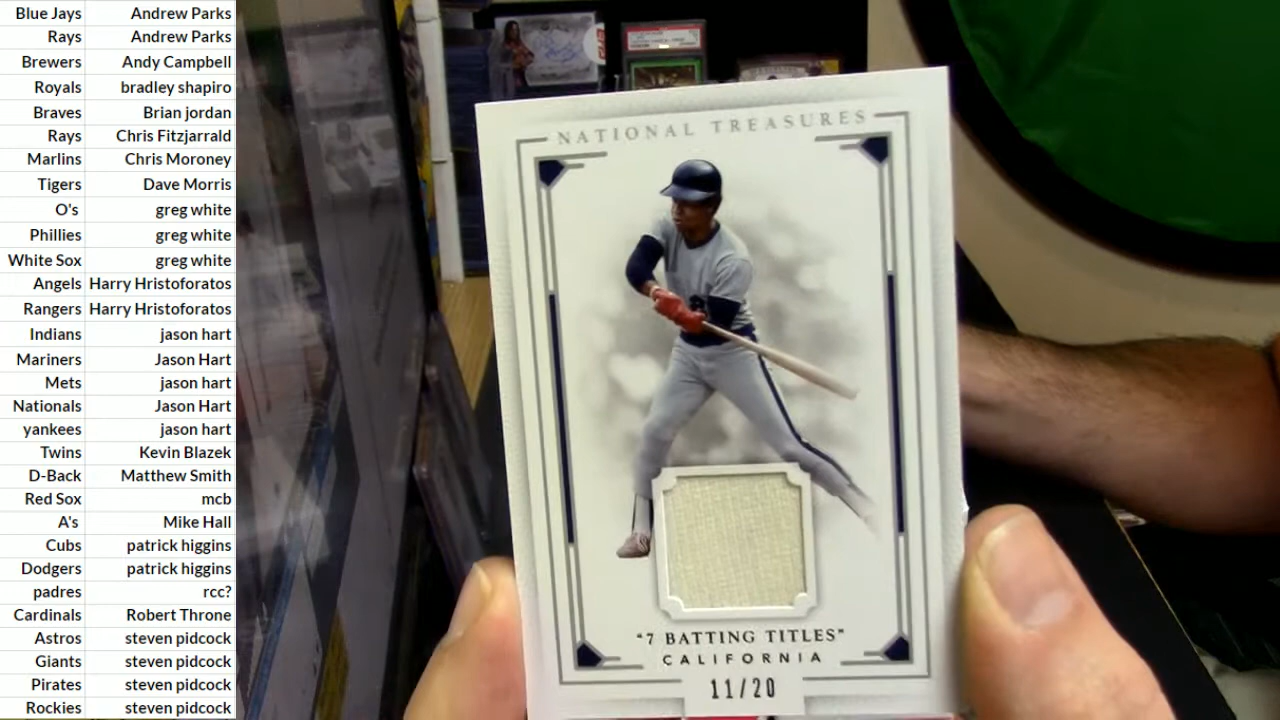 Blue Jays Andrew Parks
Rays Andrew Parks
Brewers Andy Campbell
Royals bradley shapiro
Braves Brian jordan
Rays Chris Fitzjarrald
Marlins Chris Moroney
Tigers Dave Morris
O's greg white
Phillies greg white
White Sox greg white
Angels Harry Hristoforatos
Rangers Harry Hristoforatos
Indians jason hart
Mariners Jason Hart
Mets jason hart
Nationals Jason Hart
yankees jason hart
Twins Kevin Blazek
D-Back Matthew Smith
Red Sox mcb
A's Mike Hall
Cubs patrick higgins
Dodgers patrick higgins
padres rcc?
Cardinals Robert Throne
Astros steven pidcock
Giants steven pidcock
Pirates steven pidcock
Rockies steven pidcock
NATIONAL TREASURES
"7 BATTING TITLES"
CALIFORNIA
11/20